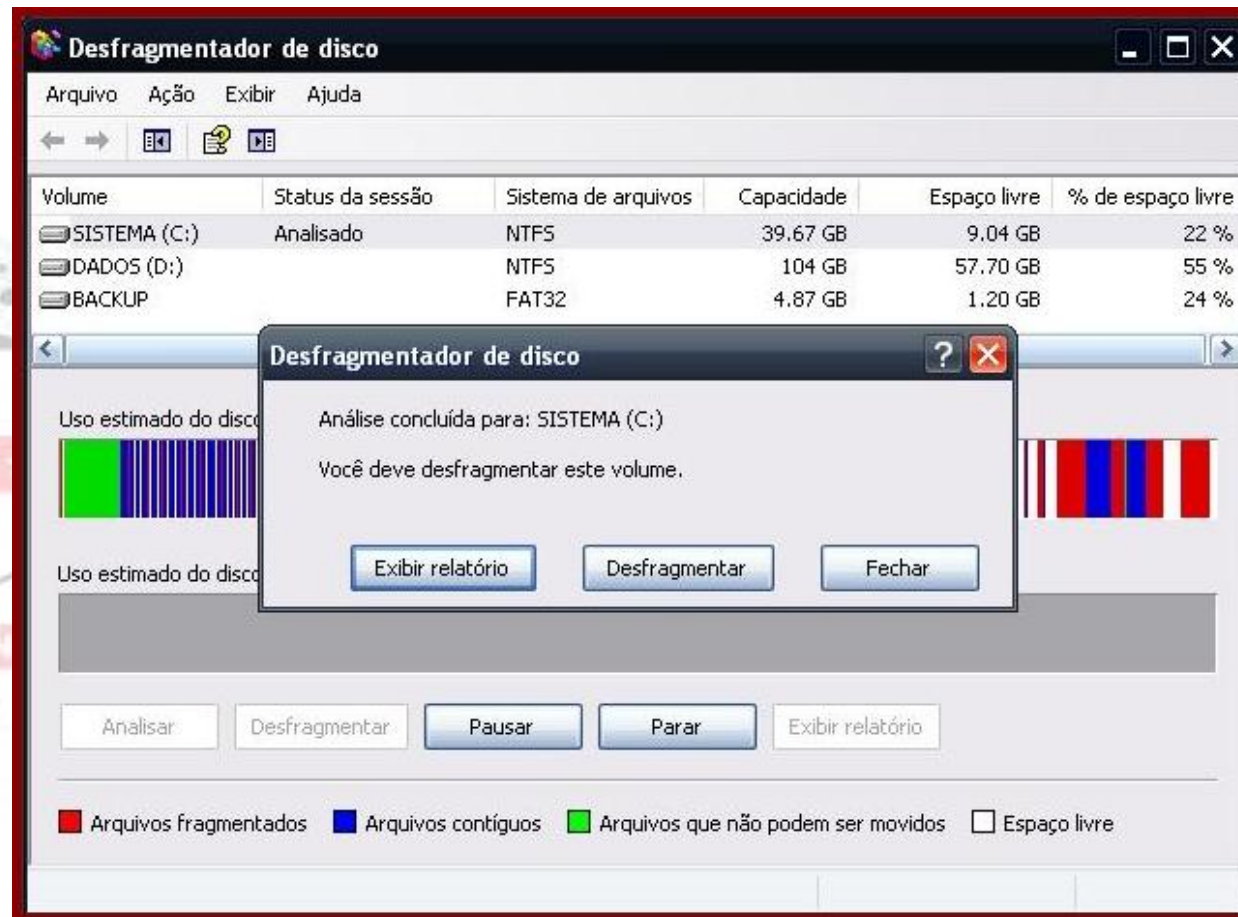 Desfragmentador de disco
Arquivo Ação Exibir Ajuda
Volume Status da sessão Sistema de arquivos Capacidade Espaço livre % de espaço livre
SISTEMA (C:) Analisado NTFS 39.67 GB 9.04 GB 22 %
DADOS (D:) NTFS 104 GB 57.70 GB 55 %
BACKUP FAT32 4.87 GB 1.20 GB 24 %
Desfragmentador de disco
Análise concluída para: SISTEMA (C:)
Você deve desfragmentar este volume.
Exibir relatório Desfragmentar Fechar
Uso estimado do disco
Uso estimado do disco
Analisar Desfragmentar Pausar Parar Exibir relatório
Arquivos fragmentados Arquivos contíguos Arquivos que não podem ser movidos Espaço livre